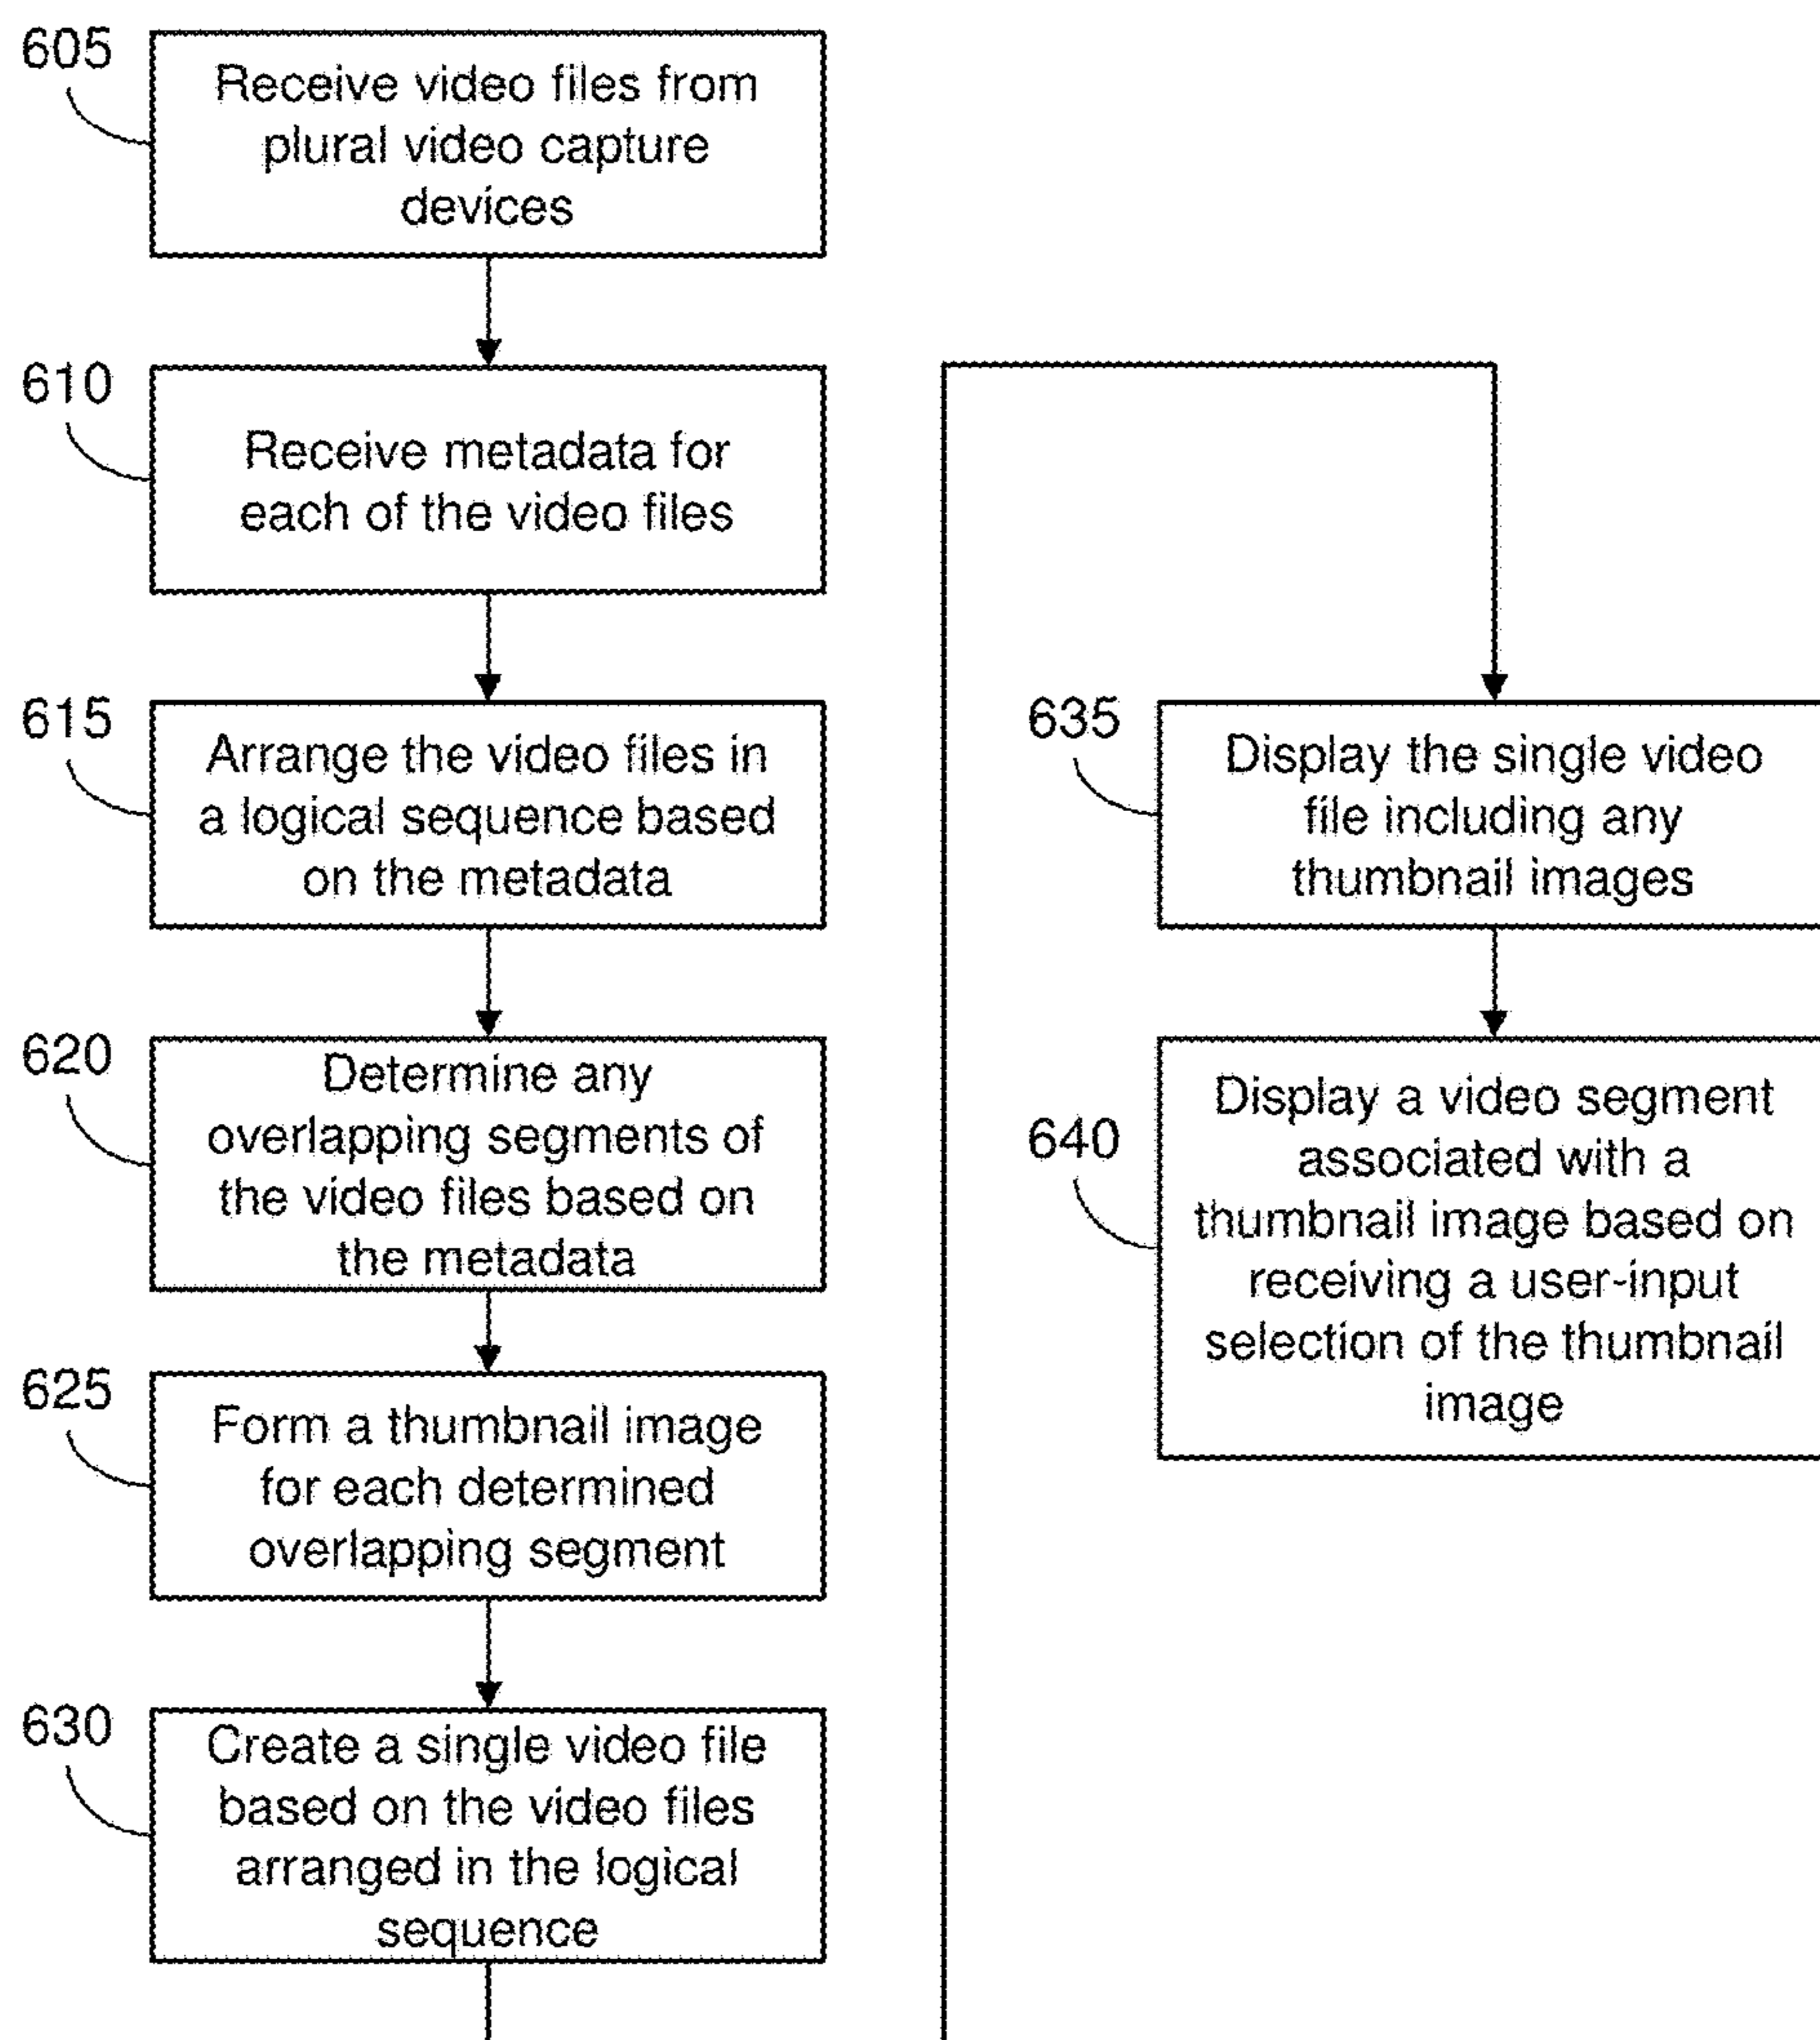 605
Receive video files from
plural video capture
devices
610
Receive metadata for
each of the video files
615
Arrange the video files in
a logical sequence based
on the metadata
620
Determine any
overlapping segments of
the video files based on
the metadata
625
Form a thumbnail image
for each determined
overlapping segment
630
Create a single video file
based on the video files
arranged in the logical
sequence
635
Display the single video
file including any
thumbnail images
640
Display a video segment
associated with a
thumbnail image based on
receiving a user-input
selection of the thumbnail
image